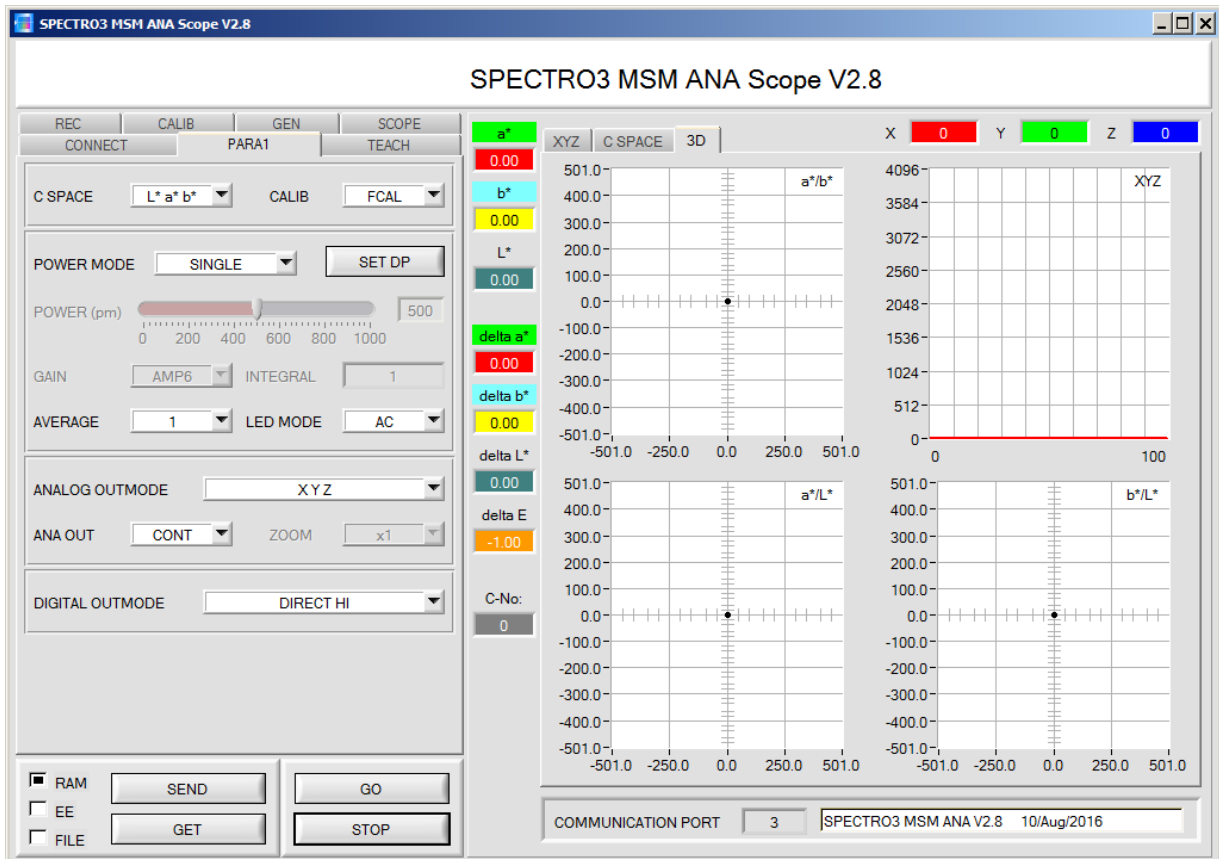 SPECTRO3 MSM ANA Scope V2.8
SPECTRO3 MSM ANA Scope V2.8
REC CALIB GEN SCOPE
CONNECT PARA1 TEACH
C SPACE L* a* b* CALIB FCAL
POWER MODE SINGLE SET DP
POWER (pm) 500
0 200 400 600 800 1000
GAIN AMP6 INTEGRAL 1
AVERAGE 1 LED MODE AC
ANALOG OUTMODE X Y Z
ANA OUT CONT ZOOM x1
DIGITAL OUTMODE DIRECT HI
RAM
EE
FILE
SEND
GET
GO
STOP
a*
0.00
b*
0.00
L*
0.00
delta a*
0.00
delta b*
0.00
delta L*
0.00
delta E
-1.00
C-No:
0
XYZ C SPACE 3D
X 0 Y 0 Z 0
a*/b*
501.0
400.0
300.0
200.0
100.0
0.0
-100.0
-200.0
-300.0
-400.0
-501.0
-501.0 -250.0 0.0 250.0 501.0
XYZ
4096
3584
3072
2560
2048
1536
1024
512
0
0 100
a*/L*
501.0
400.0
300.0
200.0
100.0
0.0
-100.0
-200.0
-300.0
-400.0
-501.0
-501.0 -250.0 0.0 250.0 501.0
b*/L*
501.0
400.0
300.0
200.0
100.0
0.0
-100.0
-200.0
-300.0
-400.0
-501.0
-501.0 -250.0 0.0 250.0 501.0
COMMUNICATION PORT 3 SPECTRO3 MSM ANA V2.8 10/Aug/2016